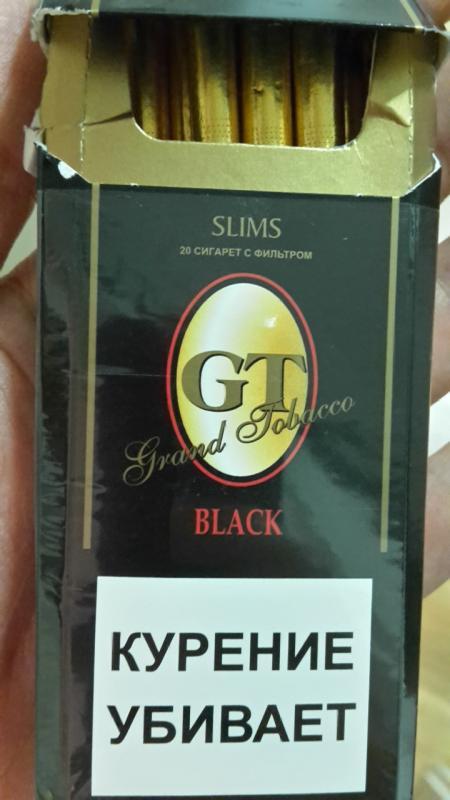 SLIMS
20 СИГАРЕТ С ФИЛЬТРОМ
GT
Grand Tobacco
BLACK
КУРЕНИЕ
УБИВАЕТ